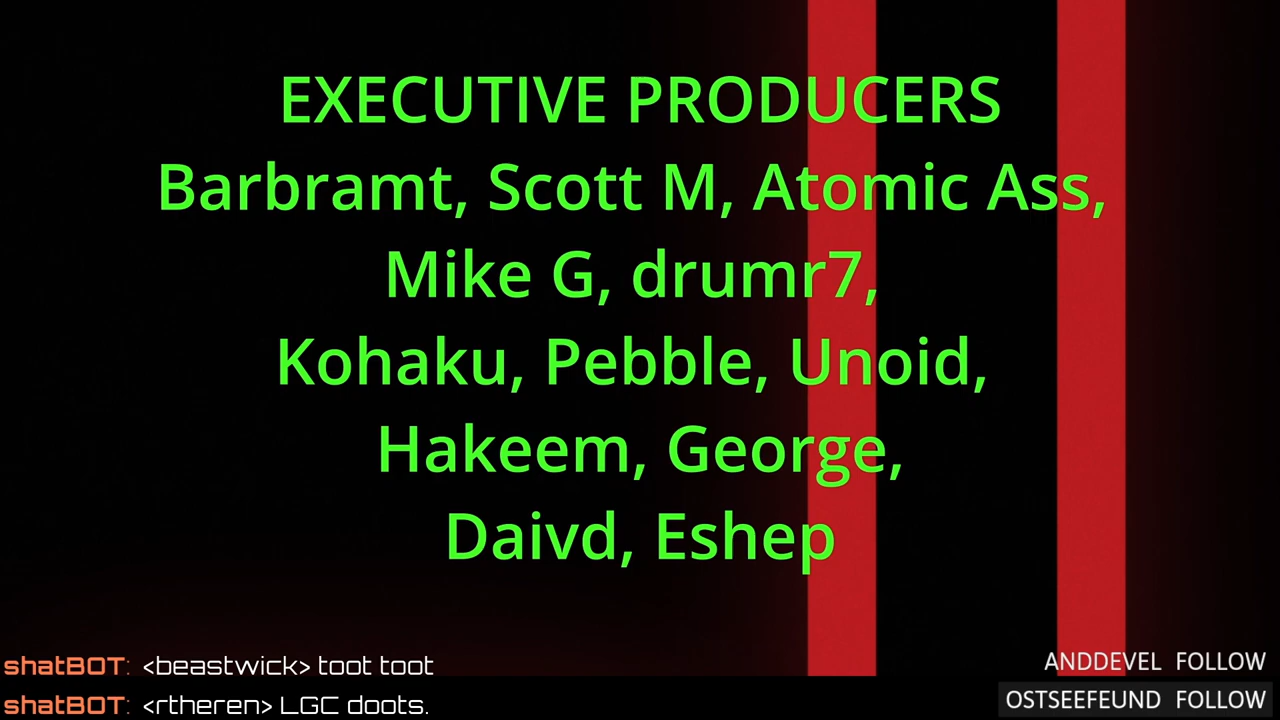 EXECUTIVE PRODUCERS
Barbramt, Scott M, Atomic Ass,
Mike G, drumr7,
Kohaku, Pebble, Unoid,
Hakeem, George,
Daivd, Eshep
shatBOT: <beastwick> toot toot
ANDDEVEL FOLLOW
shatBOT: <rtheren> LGC doots.
OSTSEEFEUND FOLLOW